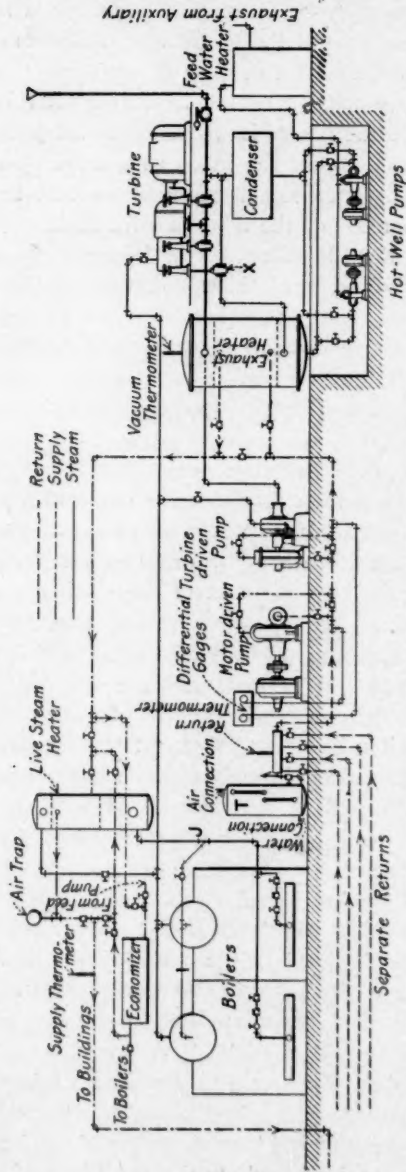 Return
Supply
Steam
Air Trap
Live Steam
Heater
Supply Thermo-
meter
To Buildings
To Boilers
From Feed
Pump
Economizer
J
Boilers
Separate Returns
Water
Connection
Air Connection
T
Return
Thermometer
Differential
Gages
Motor driven
Pump
Turbine
driven
Pump
Vacuum
Thermometer
Exhaust
Heater
X
Turbine
Condenser
Feed
Water
Heater
Exhaust from Auxiliary
Hot-Well Pumps